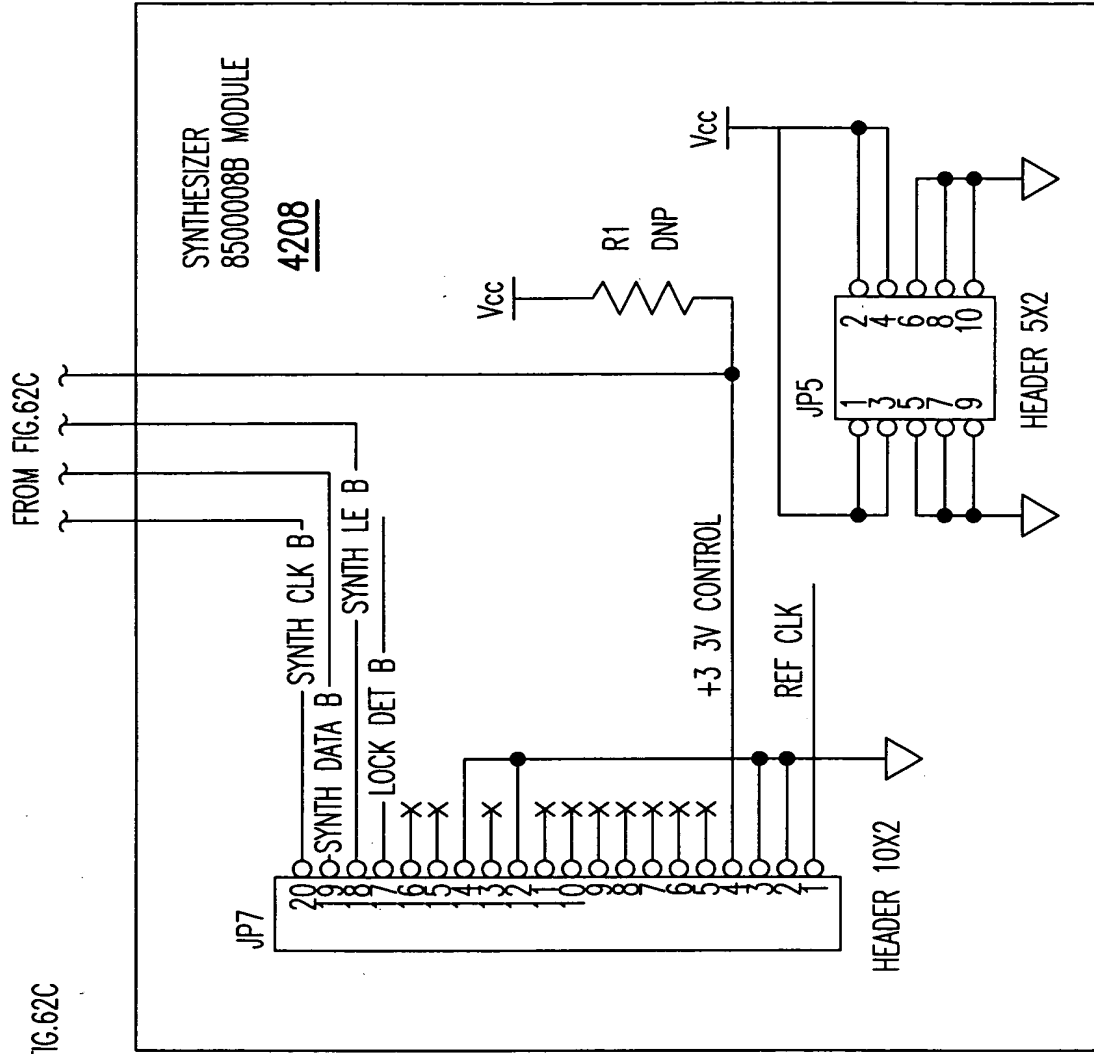 FROM FIG.62C
FIG.62C
SYNTHESIZER
8500008B MODULE
4208
Vcc
R1
DNP
Vcc
SYNTH CLK B
SYNTH DATA B
SYNTH LE B
LOCK DET B
+3 3V CONTROL
REF CLK
JP7
20
19
18
17
16
15
14
13
12
11
10
9
8
7
6
5
4
3
2
1
HEADER 10X2
JP5
1 2
3 4
5 6
7 8
9 10
HEADER 5X2